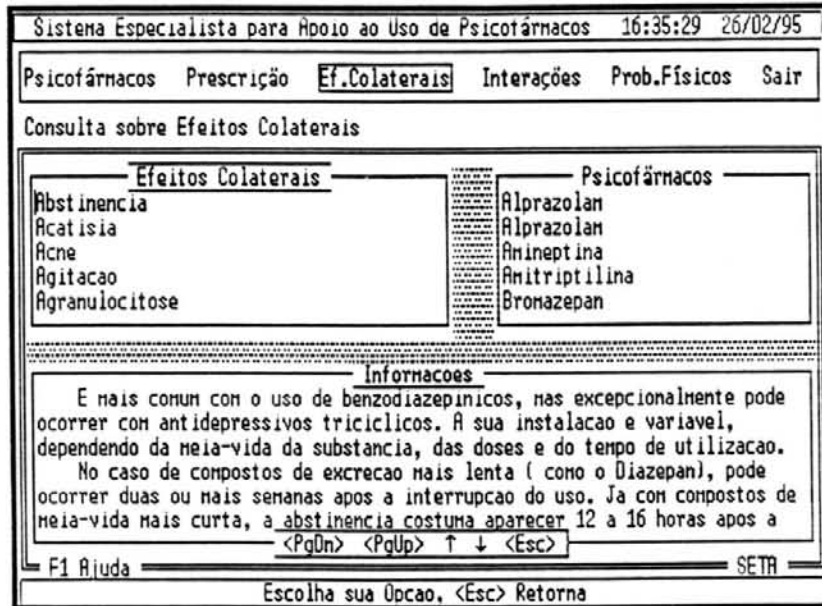 Sistema Especialista para Apoio ao Uso de Psicofármacos 16:35:29 26/02/95
Psicofármacos Prescrição Ef.Colaterais Interações Prob.Físicos Sair
Consulta sobre Efeitos Colaterais
Efeitos Colaterais
Abstinencia
Acatisia
Acne
Agitacao
Agranulocitose
Psicofärmacos
Alprazolam
Alprazolam
Amineptina
Amitriptilina
Bromazepan
Informacoes
E mais comum com o uso de benzodiazepinicos, mas excepcionalmente pode
ocorrer com antidepressivos triciclicos. A sua instalacao e variavel,
dependendo da meia-vida da substancia, das doses e do tempo de utilizacao.
No caso de compostos de excrecao mais lenta ( como o Diazepan), pode
ocorrer duas ou mais semanas apos a interrupcao do uso. Ja com compostos de
meia-vida mais curta, a abstinencia costuma aparecer 12 a 16 horas apos a
<PgDn> <PgUp> ↑ ↓ <Esc>
F1 Ajuda SETA
Escolha sua Opcao, <Esc> Retorna